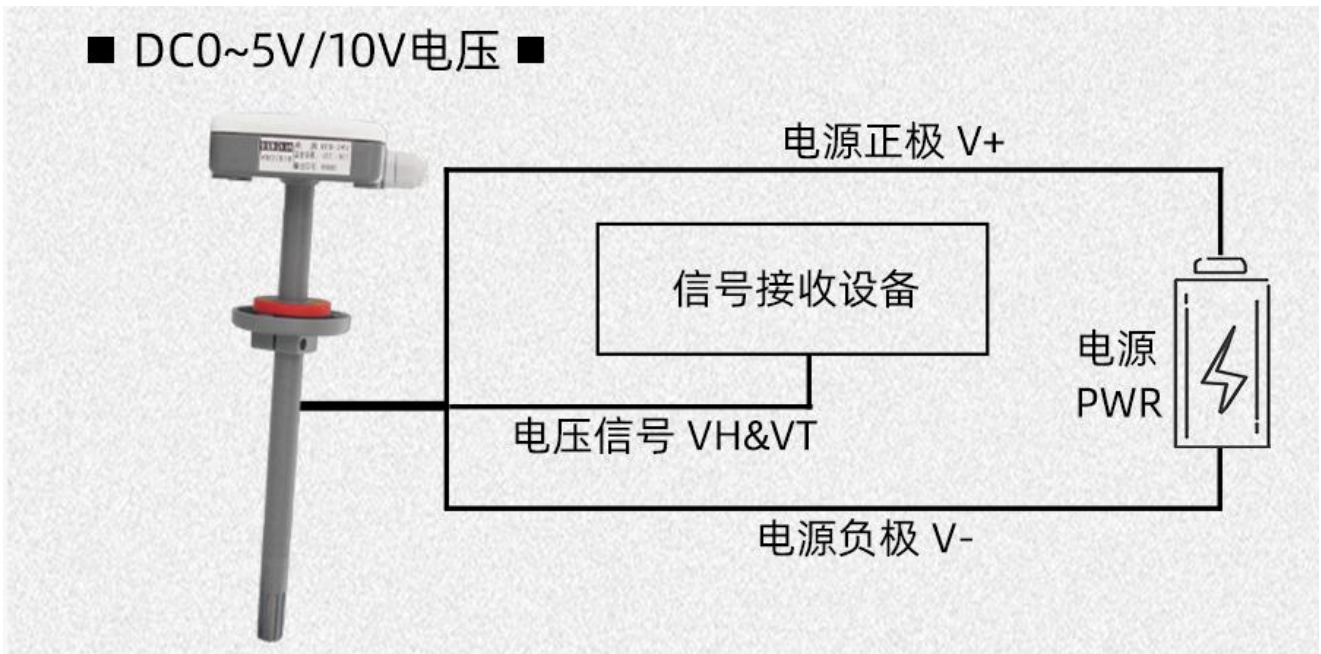 ■ DC0~5V/10V电压 ■
电源正极 V+
信号接收设备
电源
PWR
电压信号 VH&VT
电源负极 V-